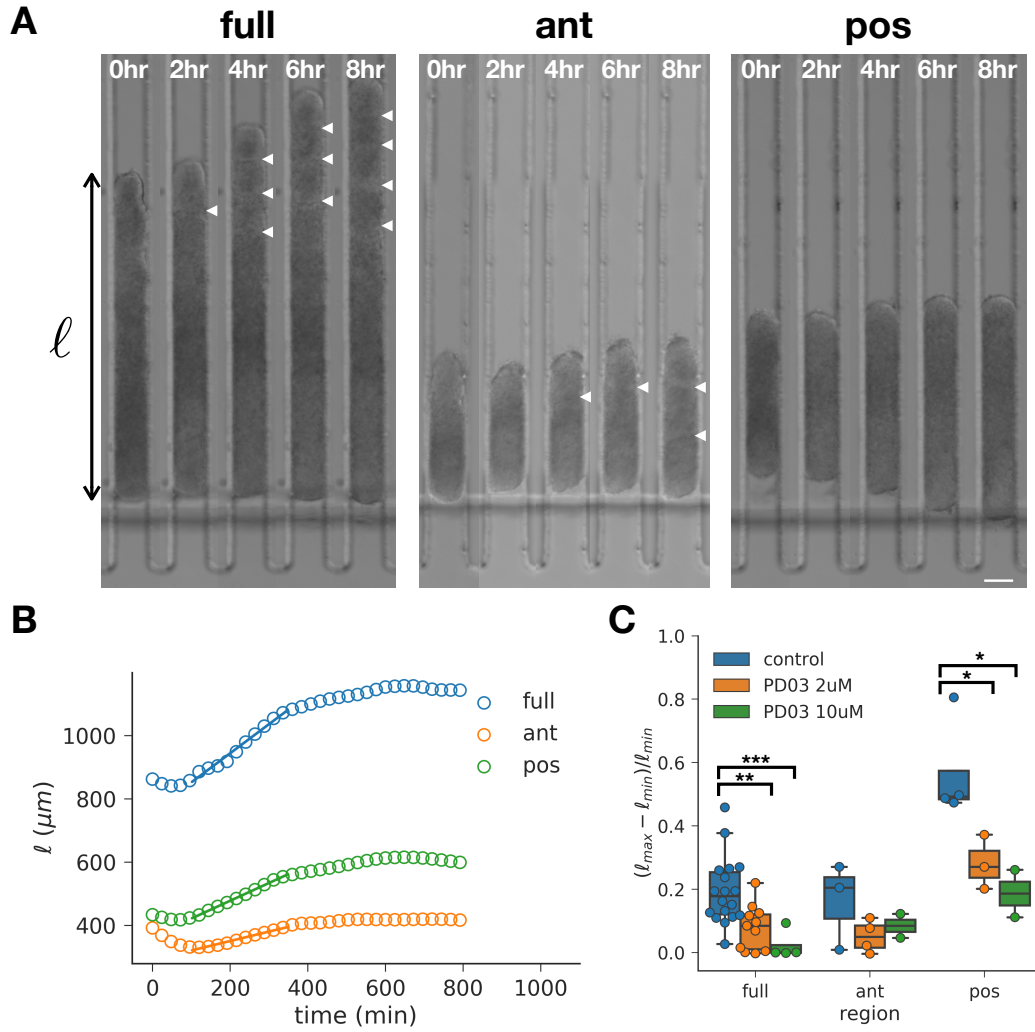 A
full
ant
pos
0hr 2hr 4hr 6hr 8hr
0hr 2hr 4hr 6hr 8hr
0hr 2hr 4hr 6hr 8hr
ℓ
B
ℓ (μm)
1000
800
600
400
0 200 400 600 800 1000
time (min)
full
ant
pos
C
(ℓmax − ℓmin)/ℓmin
1.0
0.8
0.6
0.4
0.2
0.0
control
PD03 2uM
PD03 10uM
***
**
*
*
full ant pos
region